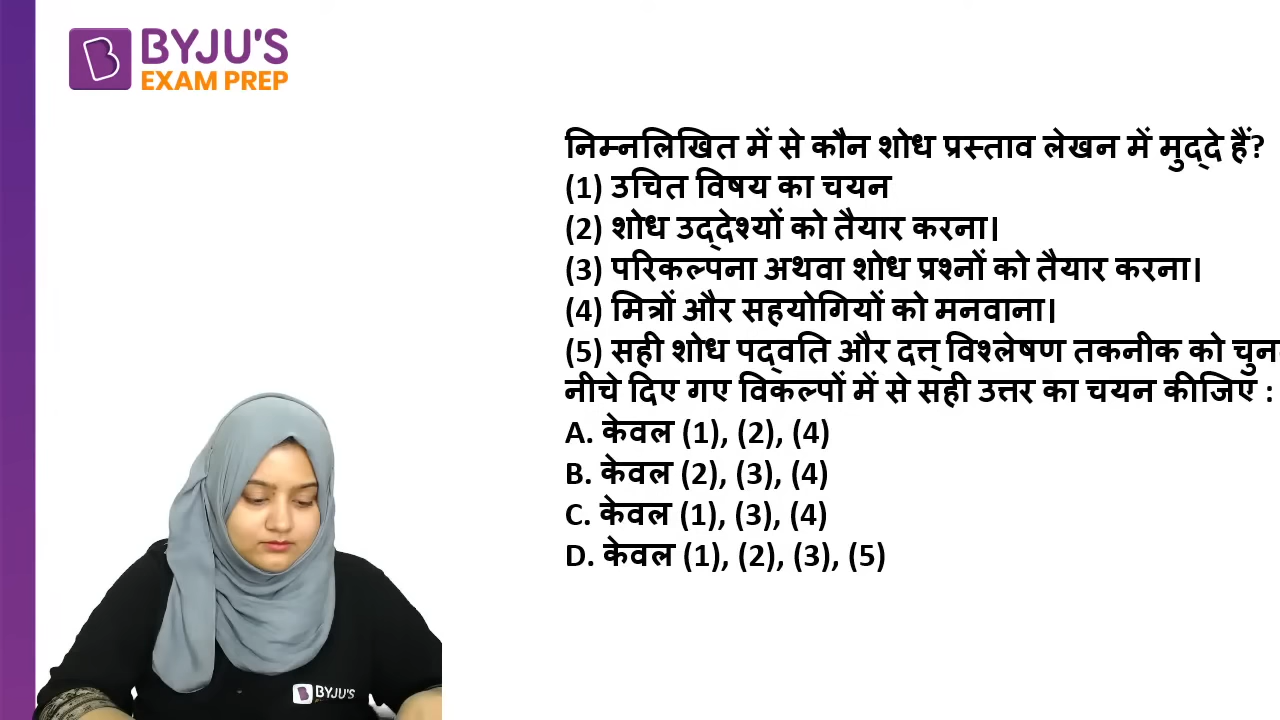 BYJU'S
EXAM PREP
निम्नलिखित में से कौन शोध प्रस्ताव लेखन में मुद्दे हैं?
(1) उचित विषय का चयन
(2) शोध उद्देश्यों को तैयार करना।
(3) परिकल्पना अथवा शोध प्रश्नों को तैयार करना।
(4) मित्रों और सहयोगियों को मनवाना।
(5) सही शोध पद्वति और दत्त् विश्लेषण तकनीक को
नीचे दिए गए विकल्पों में से सही उत्तर का चयन कीजिए :
A. केवल (1), (2), (4)
B. केवल (2), (3), (4)
C. केवल (1), (3), (4)
D. केवल (1), (2), (3), (5)
BYJU'S